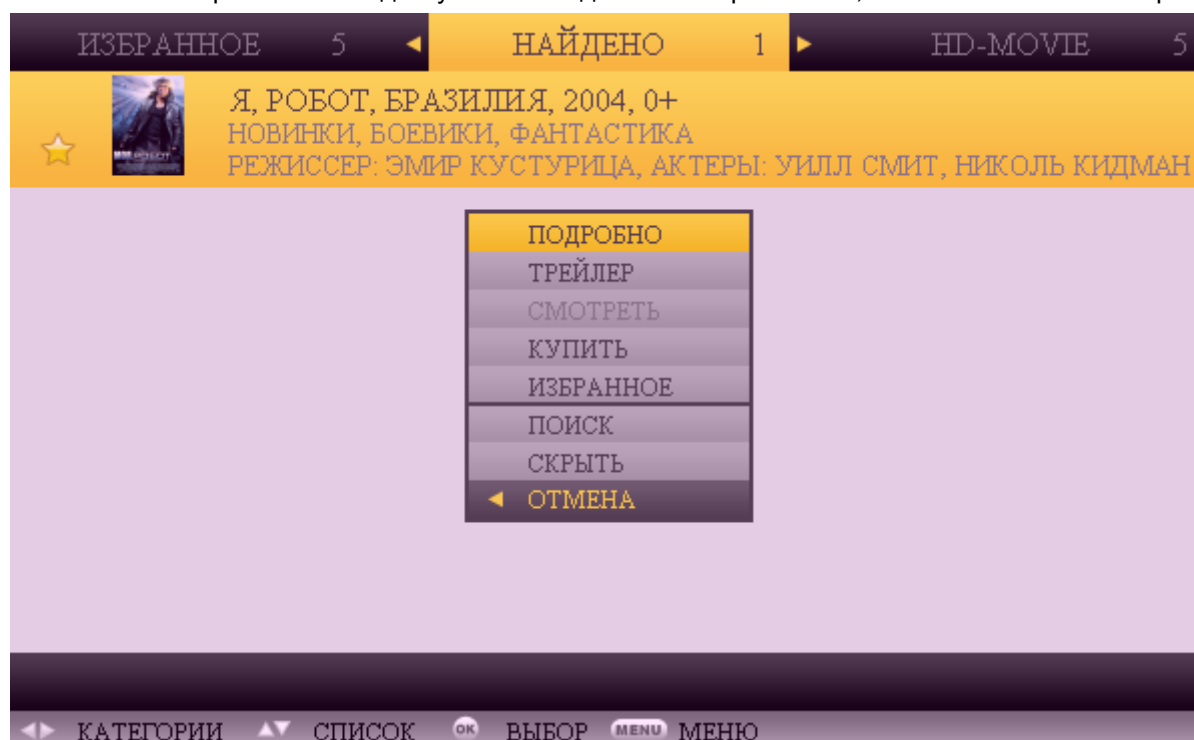 ИЗБРАННОЕ 5 НАЙДЕНО 1 HD-MOVIE 5
Я, РОБОТ, БРАЗИЛИЯ, 2004, 0+
НОВИНКИ, БОЕВИКИ, ФАНТАСТИКА
РЕЖИССЕР: ЭМИР КУСТУРИЦА, АКТЕРЫ: УИЛЛ СМИТ, НИКОЛЬ КИДМАН
ПОДРОБНО
ТРЕЙЛЕР
СМОТРЕТЬ
КУПИТЬ
ИЗБРАННОЕ
ПОИСК
СКРЫТЬ
ОТМЕНА
КАТЕГОРИИ СПИСОК OK ВЫБОР MENU МЕНЮ